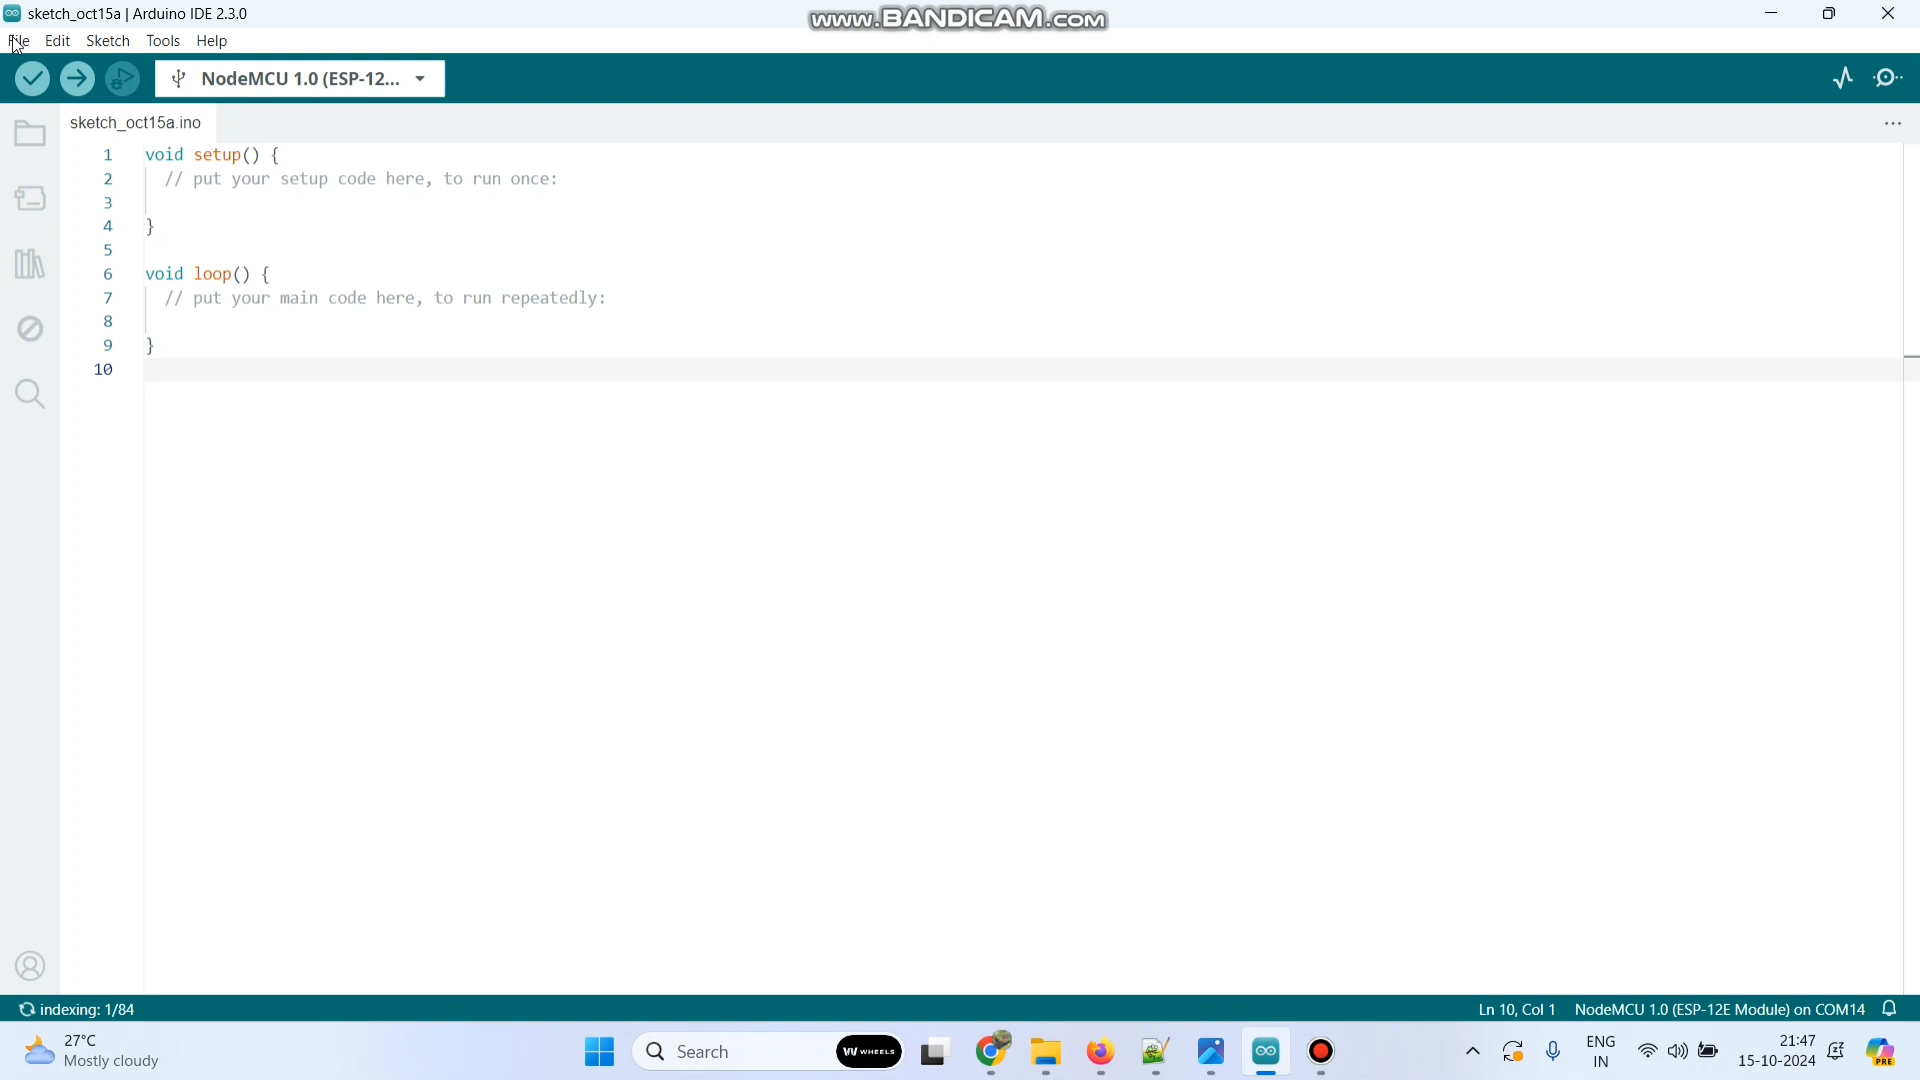 sketch_oct15a | Arduino IDE 2.3.0
www.BANDICAM.com
File Edit Sketch Tools Help
NodeMCU 1.0 (ESP-12...
sketch_oct15a.ino
1 void setup() {
2 // put your setup code here, to run once:
3
4 }
5
6 void loop() {
7 // put your main code here, to run repeatedly:
8
9 }
10
indexing: 1/84
Ln 10, Col 1 NodeMCU 1.0 (ESP-12E Module) on COM14
27°C
Mostly cloudy
Search
WHEELS
ENG
IN
21:47
15-10-2024
PRE